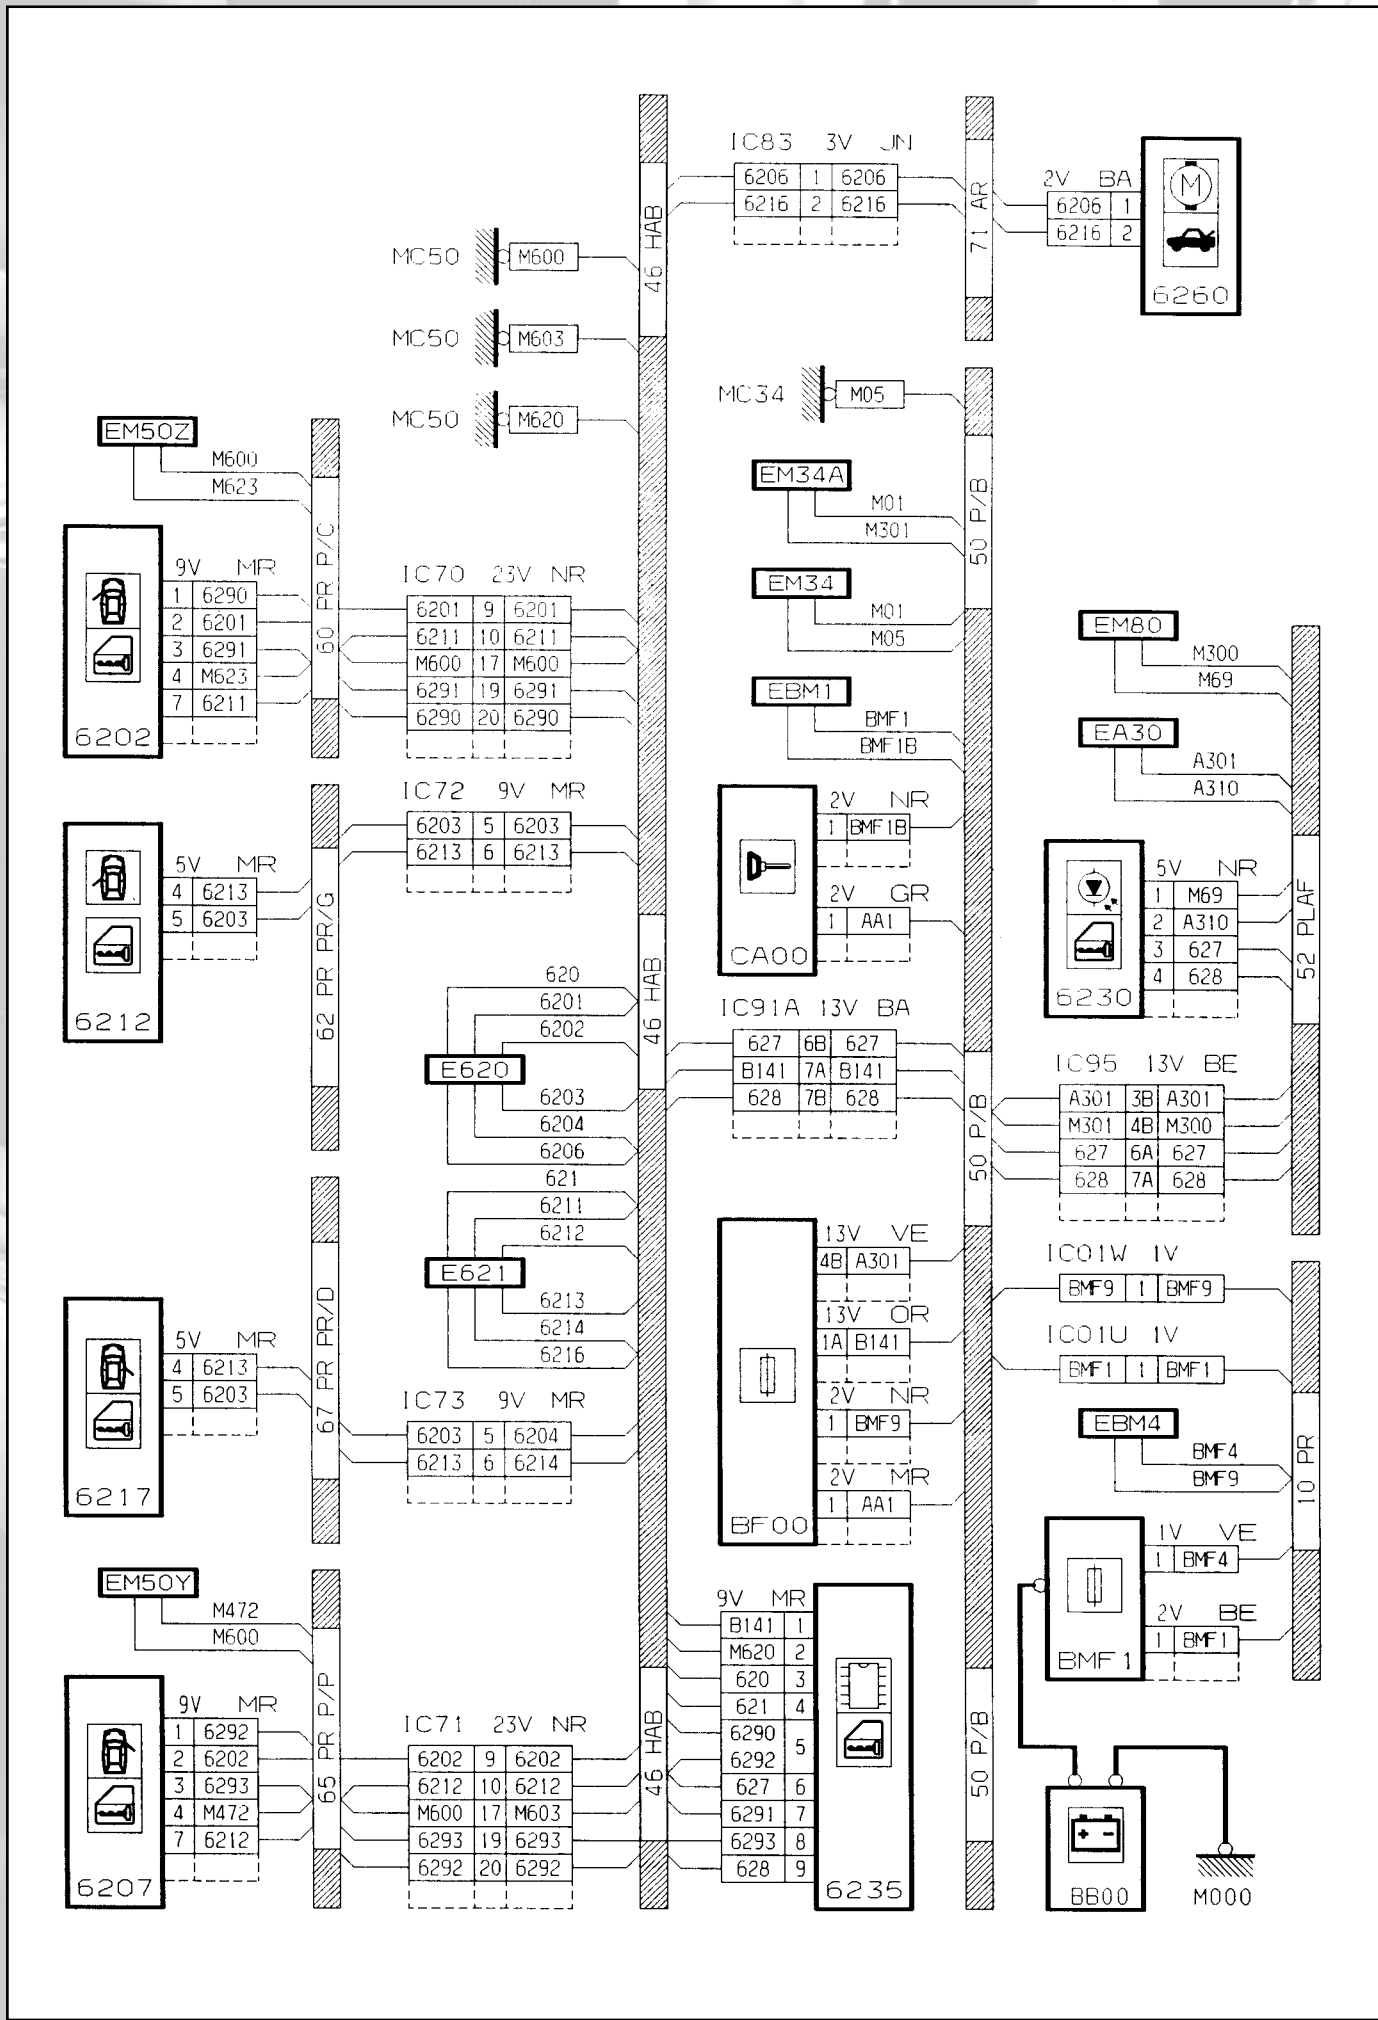 IC83 3V JN
6206 1 6206
6216 2 6216
46 HAB
71 AR
2V BA
6206 1
6216 2
M
6260
MC50 M600
MC50 M603
MC50 M620
MC34 M05
EM50Z
M600
M623
60 PR P/C
9V MR
1 6290
2 6201
3 6291
4 M623
7 6211
6202
IC70 23V NR
6201 9 6201
6211 10 6211
M600 17 M600
6291 19 6291
6290 20 6290
EM34A
M01
M301
50 P/B
EM34
M01
M05
EBM1
BMF1
BMF1B
EM80
M300
M69
EA30
A301
A310
62 PR PR/G
5V MR
4 6213
5 6203
6212
IC72 9V MR
6203 5 6203
6213 6 6213
2V NR
1 BMF1B
2V GR
1 AA1
CA00
5V NR
1 M69
2 A310
3 627
4 628
6230
52 PLAF
46 HAB
E620
620
6201
6202
6203
6204
6206
IC91A 13V BA
627 6B 627
B141 7A B141
628 7B 628
50 P/B
IC95 13V BE
A301 3B A301
M301 4B M300
627 6A 627
628 7A 628
E621
621
6211
6212
6213
6214
6216
13V VE
4B A301
13V OR
1A B141
2V NR
1 BMF9
2V MR
1 AA1
BF00
IC01W 1V
BMF9 1 BMF9
IC01U 1V
BMF1 1 BMF1
67 PR PR/D
5V MR
4 6213
5 6203
6217
IC73 9V MR
6203 5 6204
6213 6 6214
EBM4
BMF4
BMF9
10 PR
1V VE
1 BMF4
2V BE
1 BMF1
BMF1
EM50Y
M472
M600
65 PR P/P
9V MR
1 6292
2 6202
3 6293
4 M472
7 6212
6207
IC71 23V NR
6202 9 6202
6212 10 6212
M600 17 M603
6293 19 6293
6292 20 6292
46 HAB
9V MR
B141 1
M620 2
620 3
621 4
6290
5
6292
627 6
6291 7
6293 8
628 9
6235
50 P/B
+ -
BB00
M000